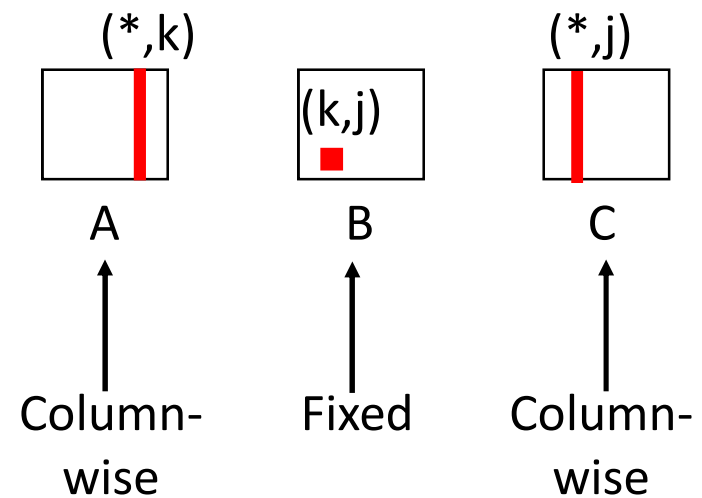 (*,k)
(*,j)
(k,j)
A
B
C
Column-
wise
Fixed
Column-
wise